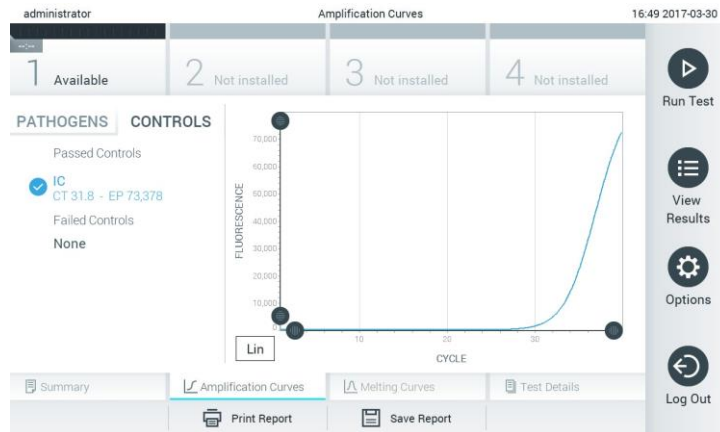 administrator
Amplification Curves
16:49 2017-03-30
--:--
1 Available
2 Not installed
3 Not installed
4 Not installed
Run Test
View
Results
Options
Log Out
PATHOGENS CONTROLS
Passed Controls
IC
CT 31.8 - EP 73,378
Failed Controls
None
FLUORESCENCE
70,000
60,000
50,000
40,000
30,000
20,000
10,000
0
10 20 30
CYCLE
Lin
Summary
Amplification Curves
Melting Curves
Test Details
Print Report
Save Report